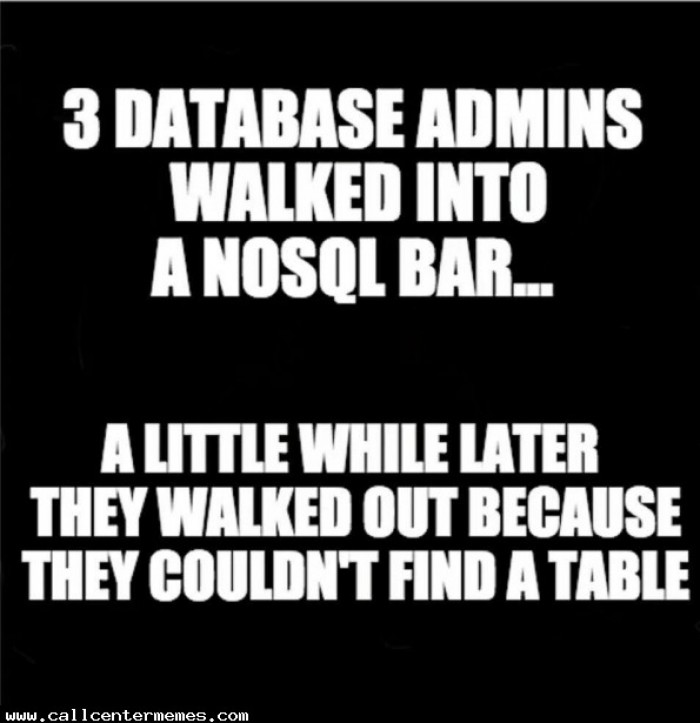 3 DATABASE ADMINS
WALKED INTO
A NOSQL BAR...
A LITTLE WHILE LATER
THEY WALKED OUT BECAUSE
THEY COULDN'T FIND A TABLE
www.callcentermemes.com